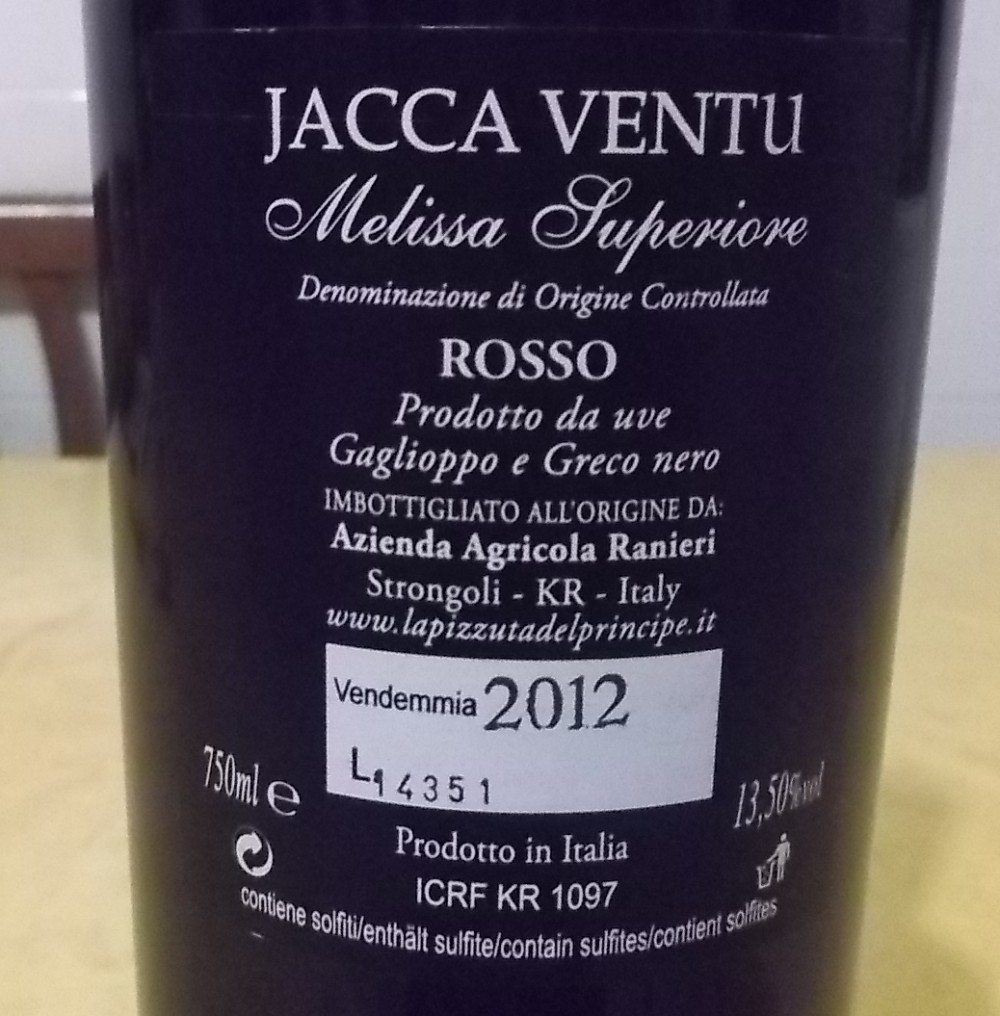 JACCA VENTU
Melissa Superiore
Denominazione di Origine Controllata
ROSSO
Prodotto da uve
Gaglioppo e Greco nero
IMBOTTIGLIATO ALL'ORIGINE DA:
Azienda Agricola Ranieri
Strongoli - KR - Italy
www.lapizzutadelprincipe.it
Vendemmia 2012
L14351
750ml e
13,50%vol
Prodotto in Italia
ICRF KR 1097
contiene solfiti/enthält sulfite/contain sulfites/contient solfites